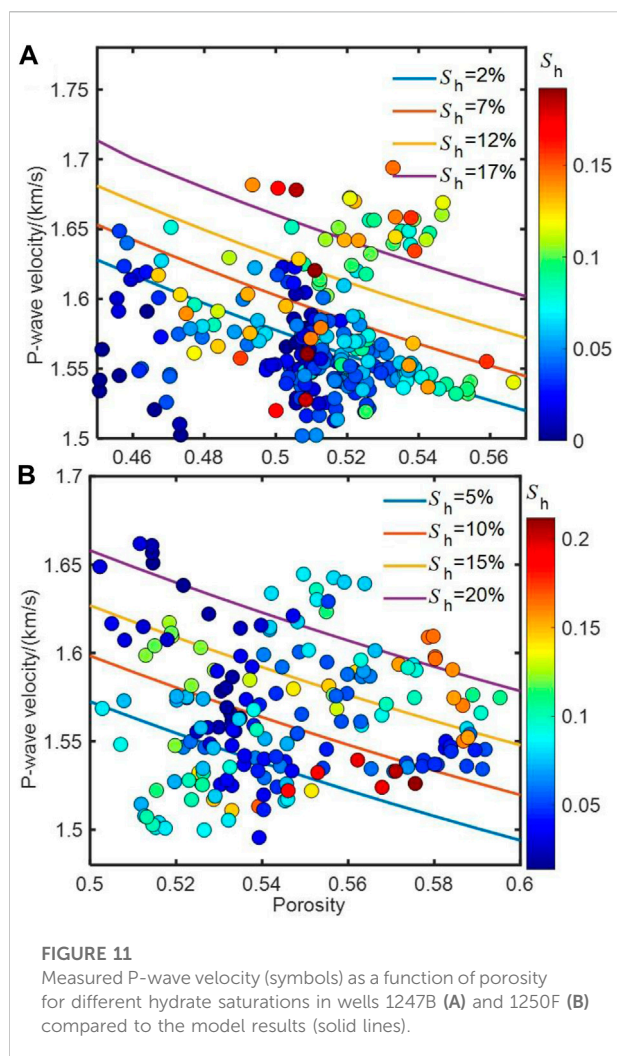 A
1.75
1.7
1.65
1.6
1.55
1.5
P-wave velocity/(km/s)
0.46 0.48 0.5 0.52 0.54 0.56
S_h=2%
S_h=7%
S_h=12%
S_h=17%
S_h
0.15
0.1
0.05
0
B
1.7
1.65
1.6
1.55
1.5
P-wave velocity/(km/s)
0.5 0.52 0.54 0.56 0.58 0.6
Porosity
S_h=5%
S_h=10%
S_h=15%
S_h=20%
S_h
0.2
0.15
0.1
0.05
FIGURE 11
Measured P-wave velocity (symbols) as a function of porosity
for different hydrate saturations in wells 1247B (A) and 1250F (B)
compared to the model results (solid lines).